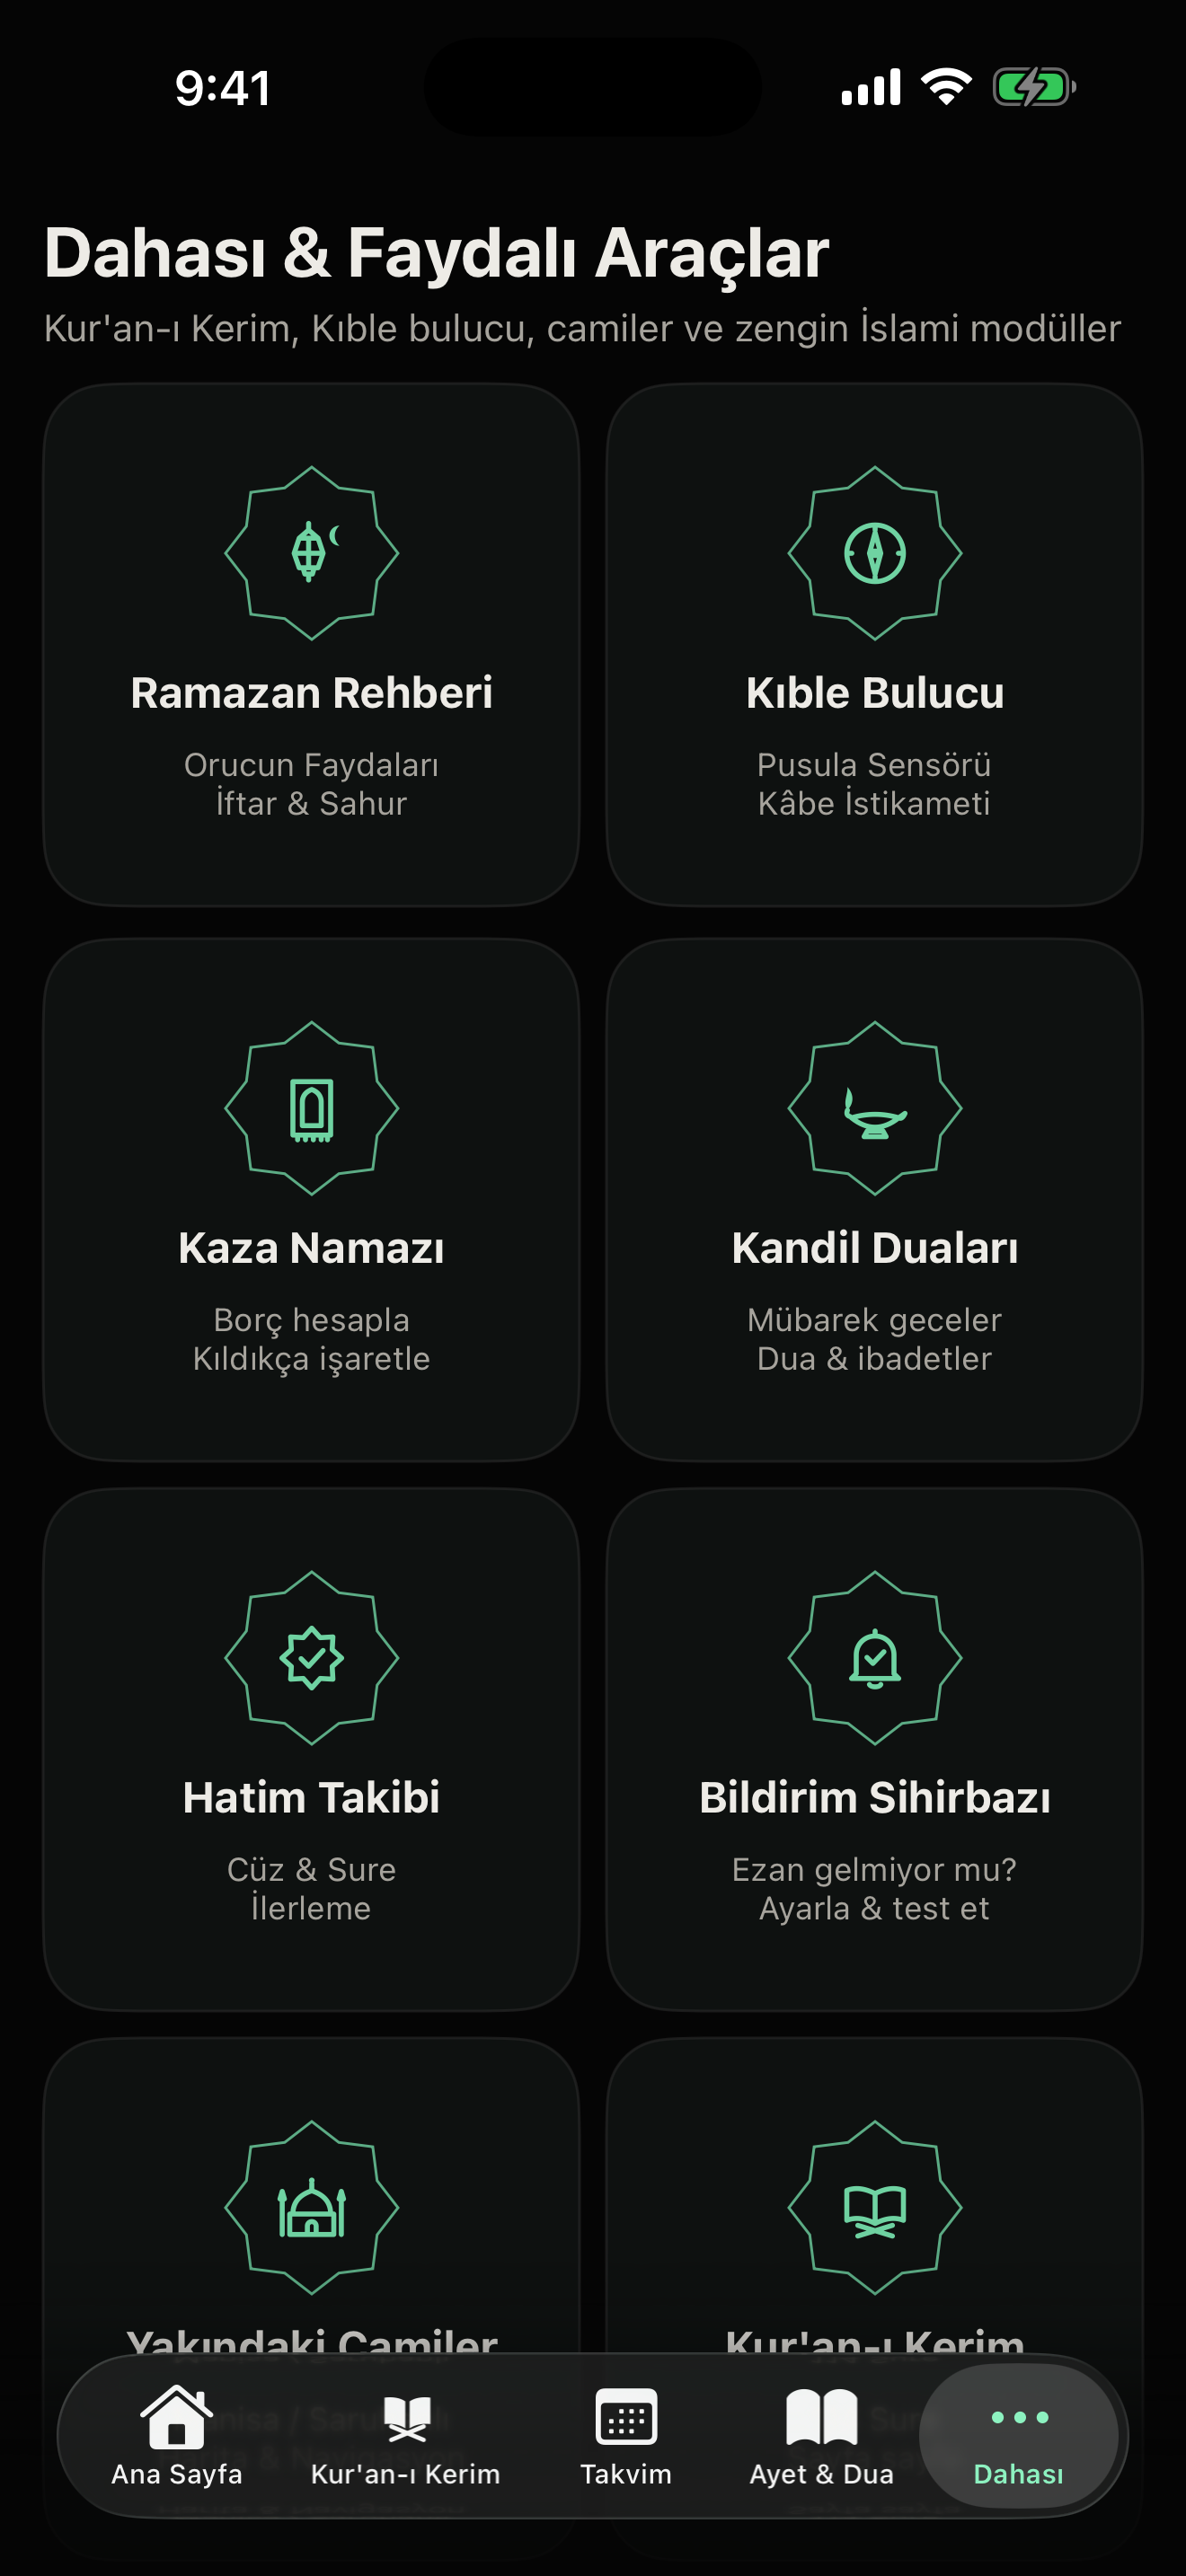 9:41
Dahası & Faydalı Araçlar
Kur'an-ı Kerim, Kıble bulucu, camiler ve zengin İslami modüller
Ramazan Rehberi
Orucun Faydaları
İftar & Sahur
Kıble Bulucu
Pusula Sensörü
Kâbe İstikameti
Kaza Namazı
Borç hesapla
Kıldıkça işaretle
Kandil Duaları
Mübarek geceler
Dua & ibadetler
Hatim Takibi
Cüz & Sure
İlerleme
Bildirim Sihirbazı
Ezan gelmiyor mu?
Ayarla & test et
Yakındaki Camiler
Kur'an-ı Kerim
Ana Sayfa
Kur'an-ı Kerim
Takvim
Ayet & Dua
Dahası